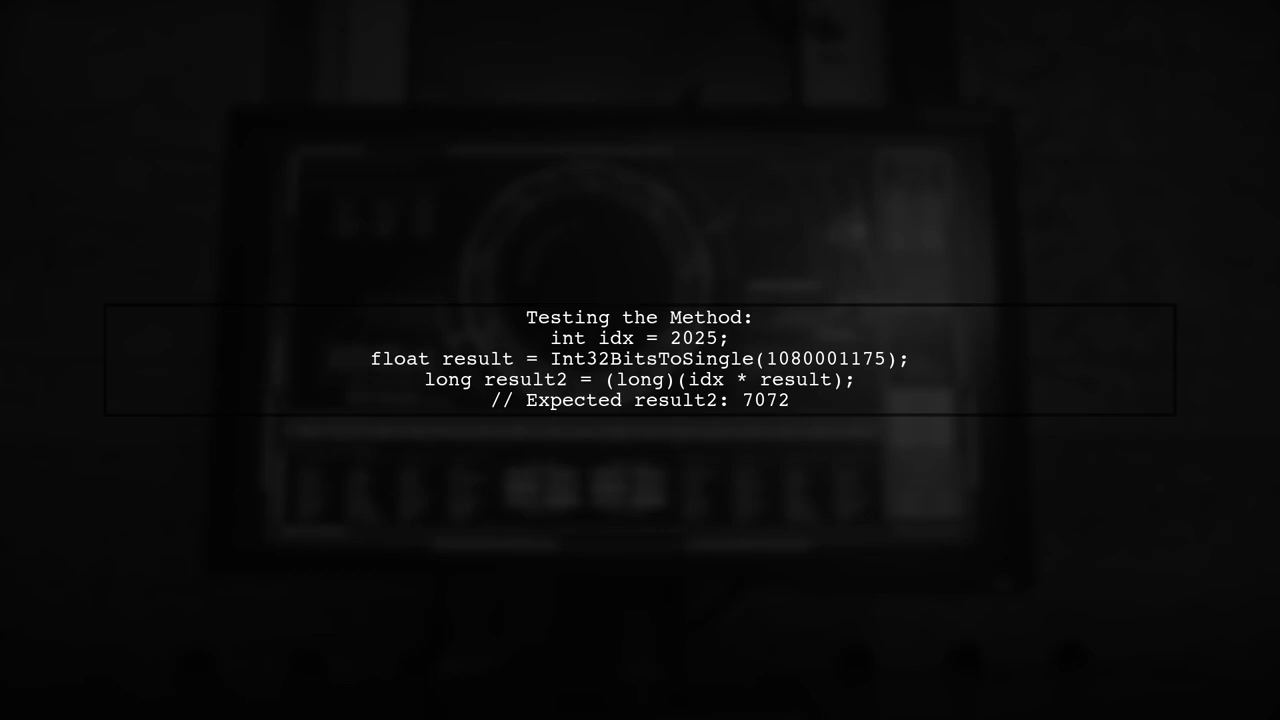 Testing the Method:
int idx = 2025;
float result = Int32BitsToSingle(1080001175);
long result2 = (long)(idx * result);
// Expected result2: 7072